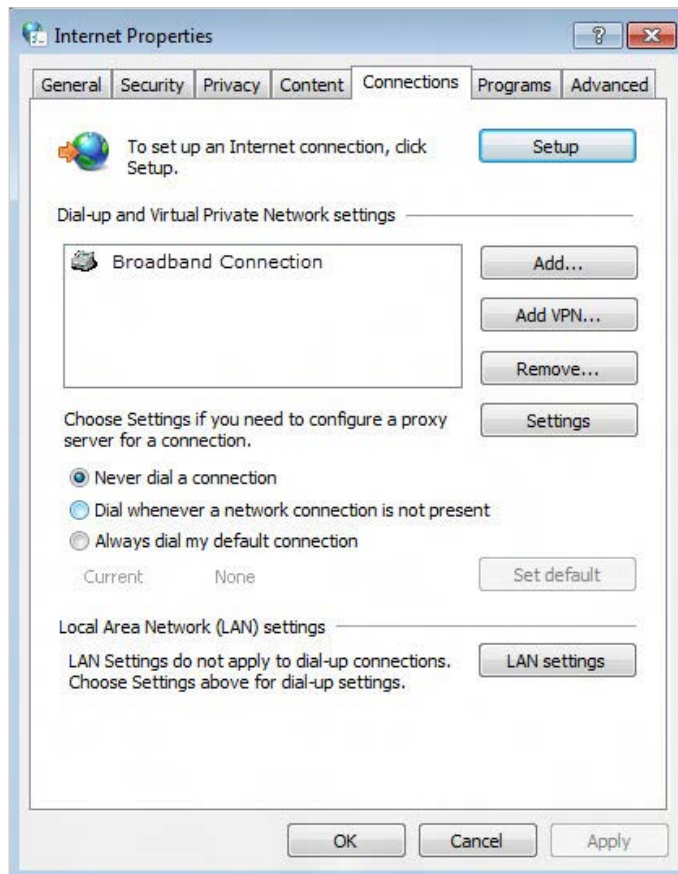 Internet Properties
General Security Privacy Content Connections Programs Advanced
To set up an Internet connection, click
Setup.
Setup
Dial-up and Virtual Private Network settings
Broadband Connection
Add...
Add VPN...
Remove...
Choose Settings if you need to configure a proxy
server for a connection.
Settings
Never dial a connection
Dial whenever a network connection is not present
Always dial my default connection
Current None
Set default
Local Area Network (LAN) settings
LAN Settings do not apply to dial-up connections.
Choose Settings above for dial-up settings.
LAN settings
OK Cancel Apply